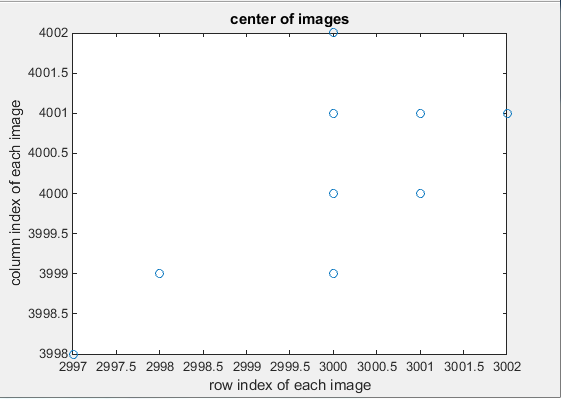 center of images
4002
4001.5
4001
4000.5
4000
3999.5
3999
3998.5
3998
column index of each image
2997 2997.5 2998 2998.5 2999 2999.5 3000 3000.5 3001 3001.5 3002
row index of each image